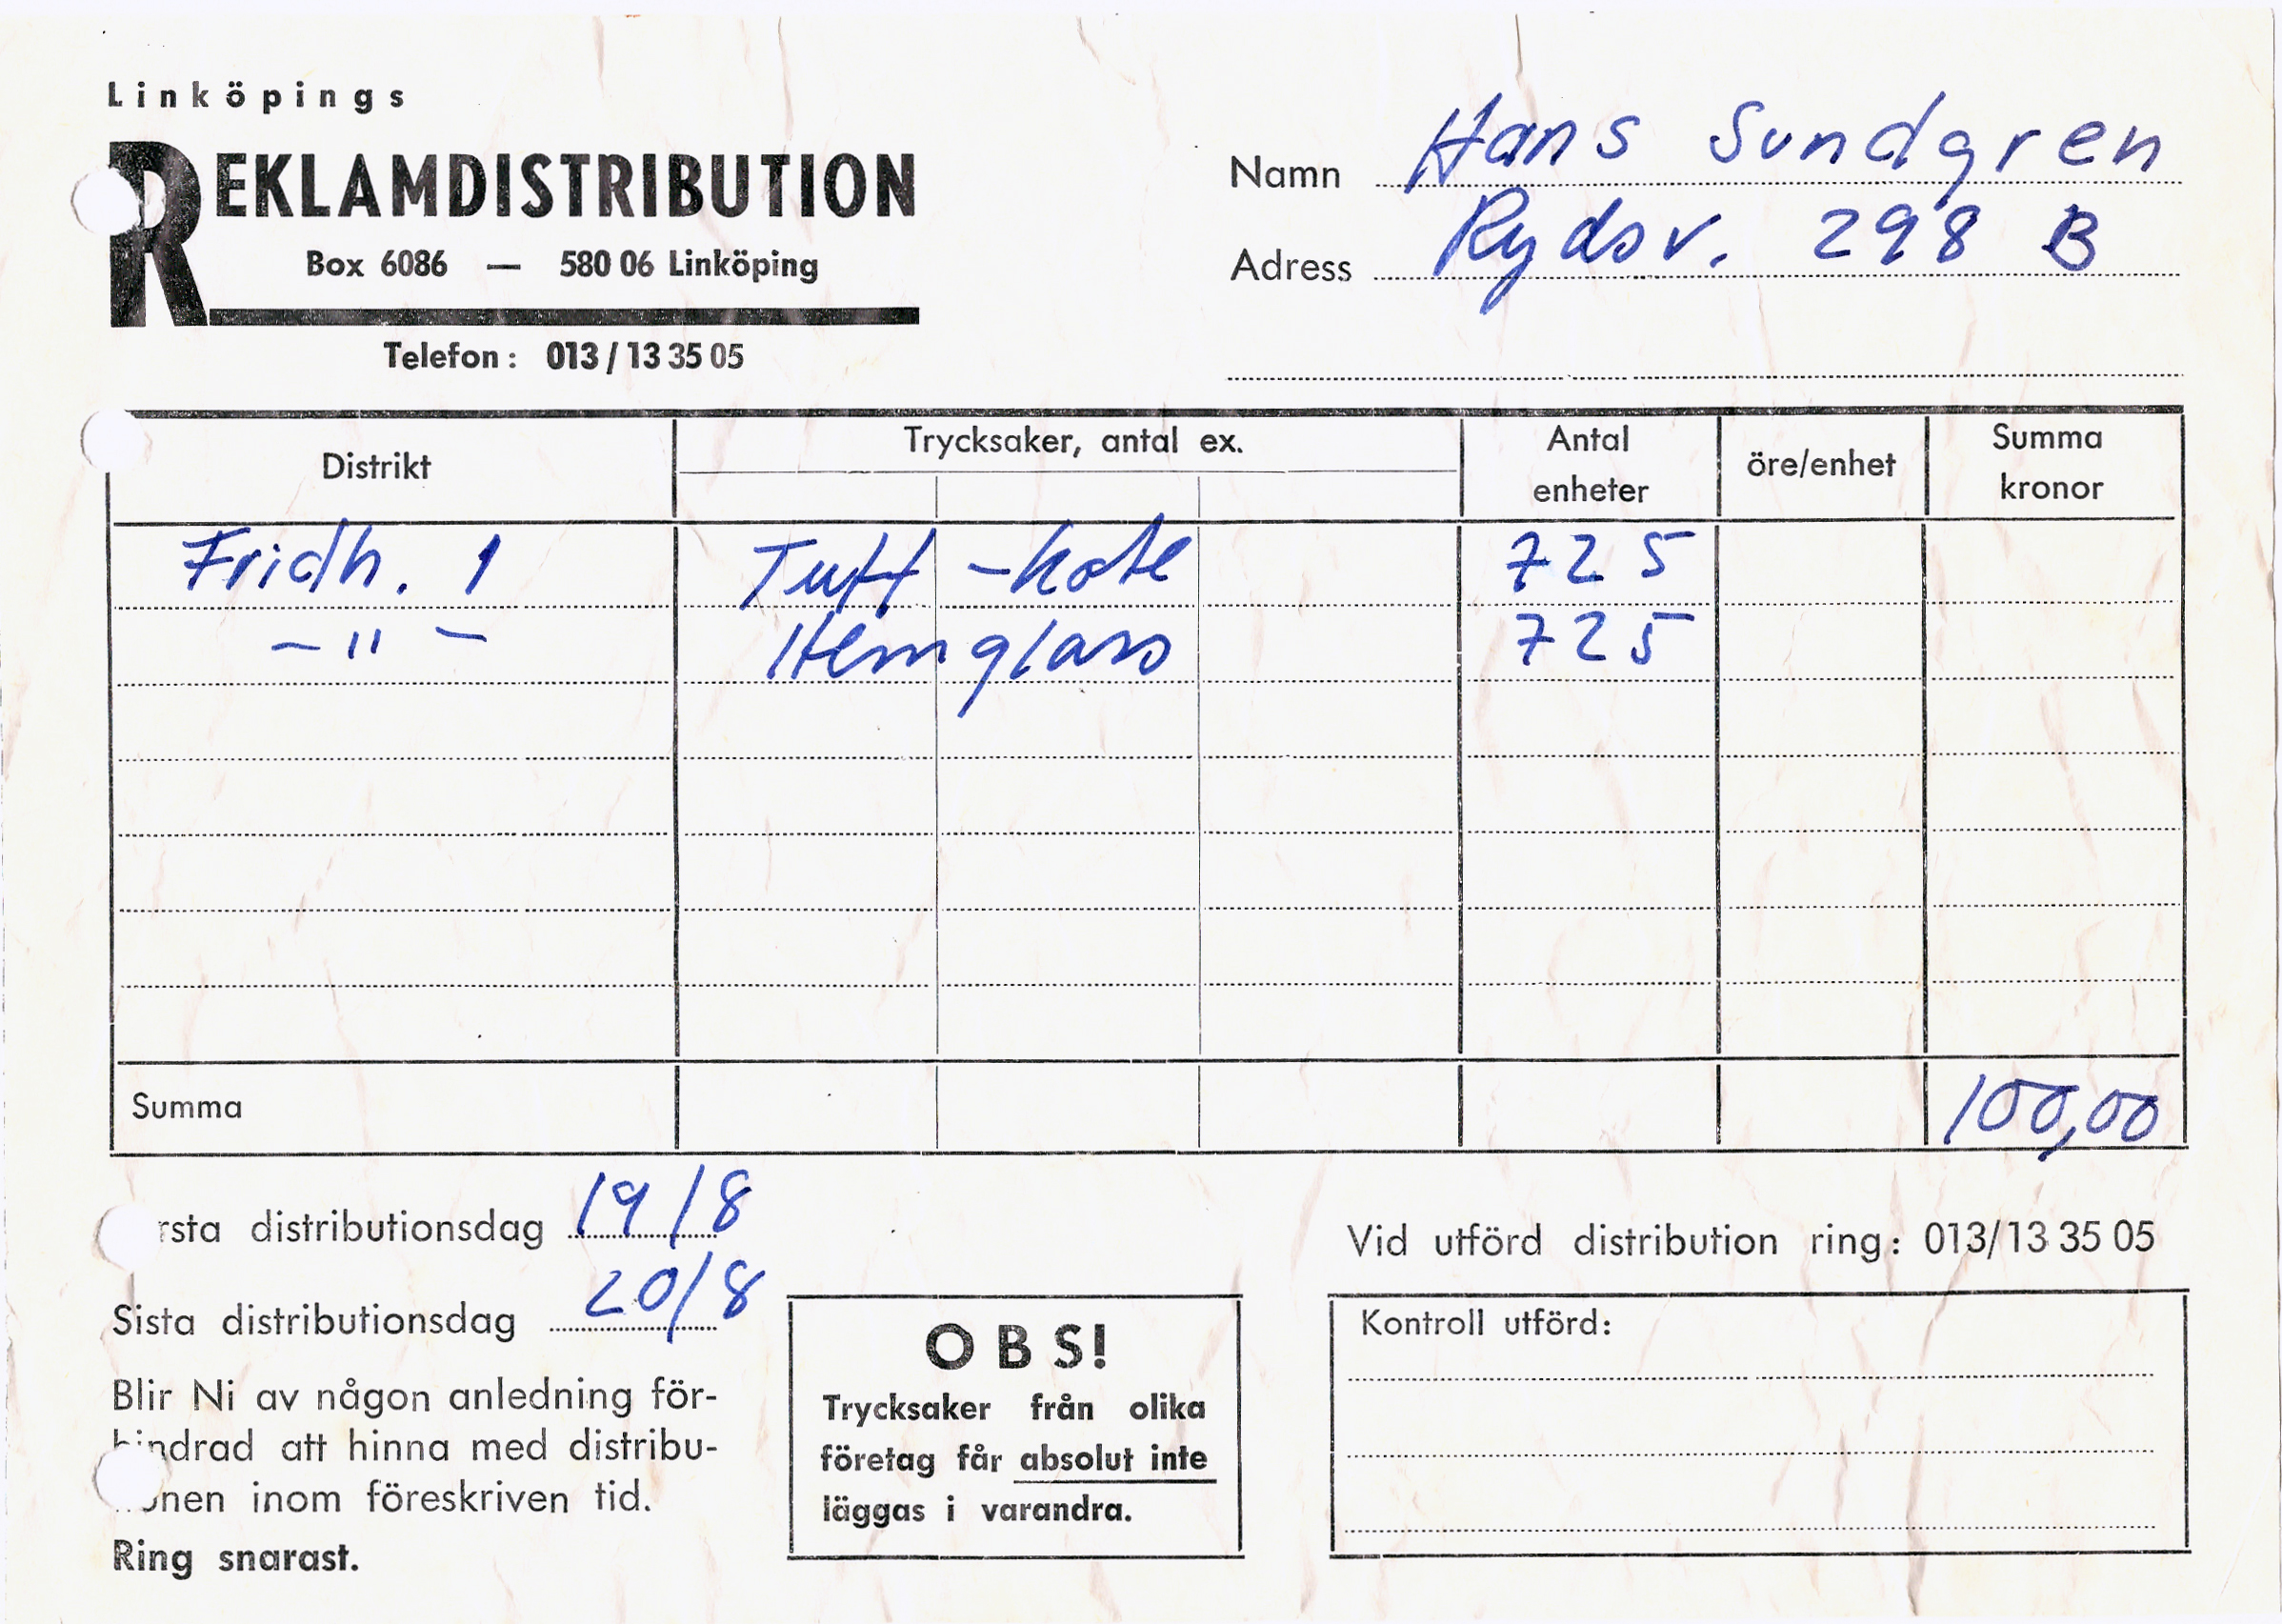 Linköpings
REKLAMDISTRIBUTION
Box 6086 — 580 06 Linköping
Telefon: 013/13 35 05
Namn Hans Sundgren
Adress Rydsv. 298 B
Distrikt Trycksaker, antal ex. Antal enheter öre/enhet Summa kronor
Fridh. 1 Tuff-Kote 725
-"- Hemglass 725
Summa 100,00
rsta distributionsdag 19/8
Sista distributionsdag 20/8
Blir Ni av någon anledning för-
hindrad att hinna med distribu-
onen inom föreskriven tid.
Ring snarast.
OBS!
Trycksaker från olika
företag får absolut inte
läggas i varandra.
Vid utförd distribution ring: 013/13 35 05
Kontroll utförd: